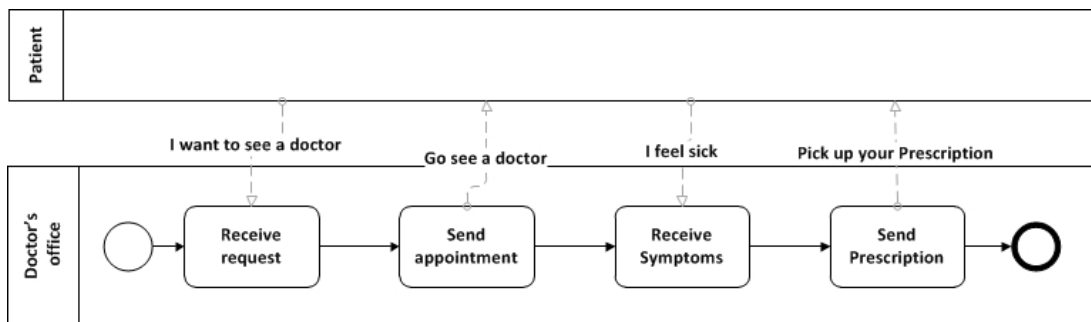 Patient
I want to see a doctor
Go see a doctor
I feel sick
Pick up your Prescription
Doctor's
office
Receive
request
Send
appointment
Receive
Symptoms
Send
Prescription